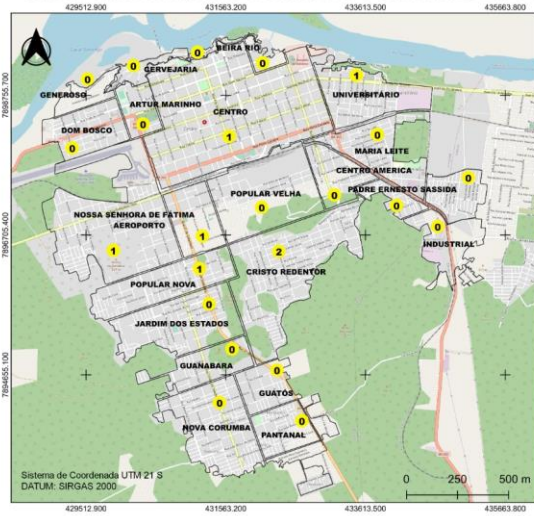 429512.900 431563.200 433613.500 435663.800
7898755.700
7896705.400
7894655.100
BEIRA RIO
0
0
CERVEJARIA
0
0
1
GENEROSO
UNIVERSITÁRIO
ARTUR MARINHO
CENTRO
0
DOM BOSCO
1
0
0
MARIA LEITE
CENTRO AMERICA
0
PADRE ERNESTO SASSIDA
POPULAR VELHA
0
0
0
NOSSA SENHORA DE FÁTIMA
AEROPORTO
0
1
1
INDUSTRIAL
2
1
CRISTO REDENTOR
POPULAR NOVA
0
JARDIM DOS ESTADOS
0
GUANABARA
0
GUATÓS
0
NOVA CORUMBA
0
PANTANAL
Sistema de Coordenada UTM 21 S
DATUM: SIRGAS 2000
0 250 500 m
429512.900 431563.200 433613.500 435663.800